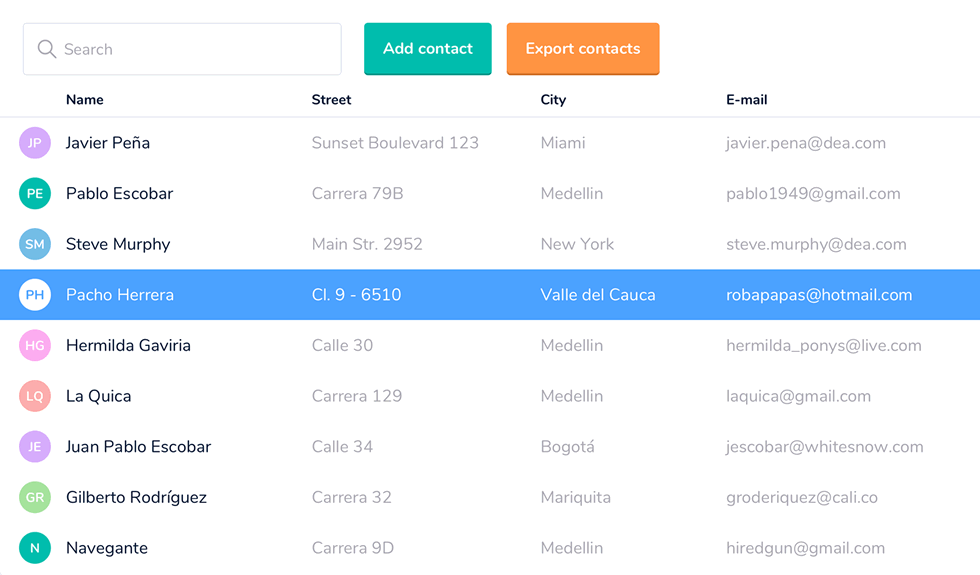 Search Add contact Export contacts
Name Street City E-mail
JP Javier Peña Sunset Boulevard 123 Miami javier.pena@dea.com
PE Pablo Escobar Carrera 79B Medellin pablo1949@gmail.com
SM Steve Murphy Main Str. 2952 New York steve.murphy@dea.com
PH Pacho Herrera Cl. 9 - 6510 Valle del Cauca robapapas@hotmail.com
HG Hermilda Gaviria Calle 30 Medellin hermilda_ponys@live.com
LQ La Quica Carrera 129 Medellin laquica@gmail.com
JE Juan Pablo Escobar Calle 34 Bogotá jescobar@whitesnow.com
GR Gilberto Rodríguez Carrera 32 Mariquita groderiquez@cali.co
N Navegante Carrera 9D Medellin hiredgun@gmail.com